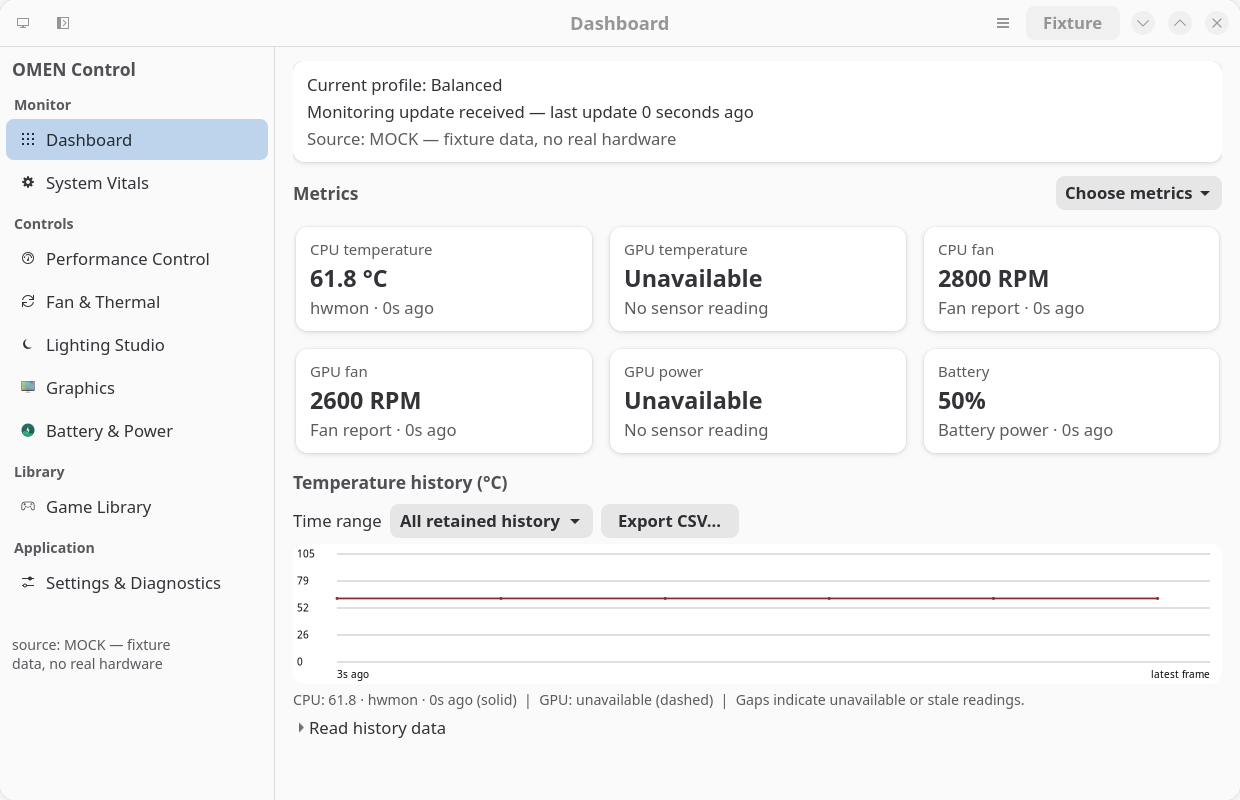 Dashboard
Fixture
OMEN Control
Monitor
Dashboard
System Vitals
Controls
Performance Control
Fan & Thermal
Lighting Studio
Graphics
Battery & Power
Library
Game Library
Application
Settings & Diagnostics
source: MOCK — fixture
data, no real hardware
Current profile: Balanced
Monitoring update received — last update 0 seconds ago
Source: MOCK — fixture data, no real hardware
Metrics
Choose metrics
CPU temperature
61.8 °C
hwmon · 0s ago
GPU temperature
Unavailable
No sensor reading
CPU fan
2800 RPM
Fan report · 0s ago
GPU fan
2600 RPM
Fan report · 0s ago
GPU power
Unavailable
No sensor reading
Battery
50%
Battery power · 0s ago
Temperature history (°C)
Time range
All retained history
Export CSV...
105
79
52
26
0
3s ago
latest frame
CPU: 61.8 · hwmon · 0s ago (solid) | GPU: unavailable (dashed) | Gaps indicate unavailable or stale readings.
Read history data